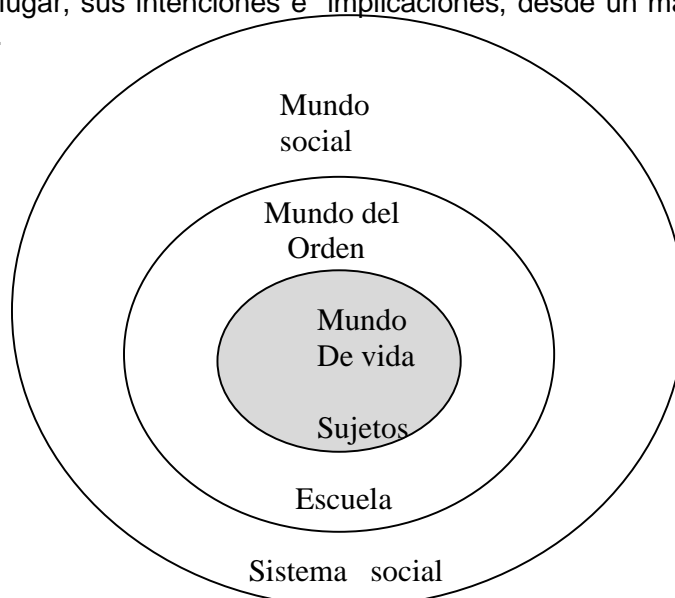 lugar, sus intenciones e implicaciones, desde un ma
Mundo
social
Mundo del
Orden
Mundo
De vida
Sujetos
Escuela
Sistema social